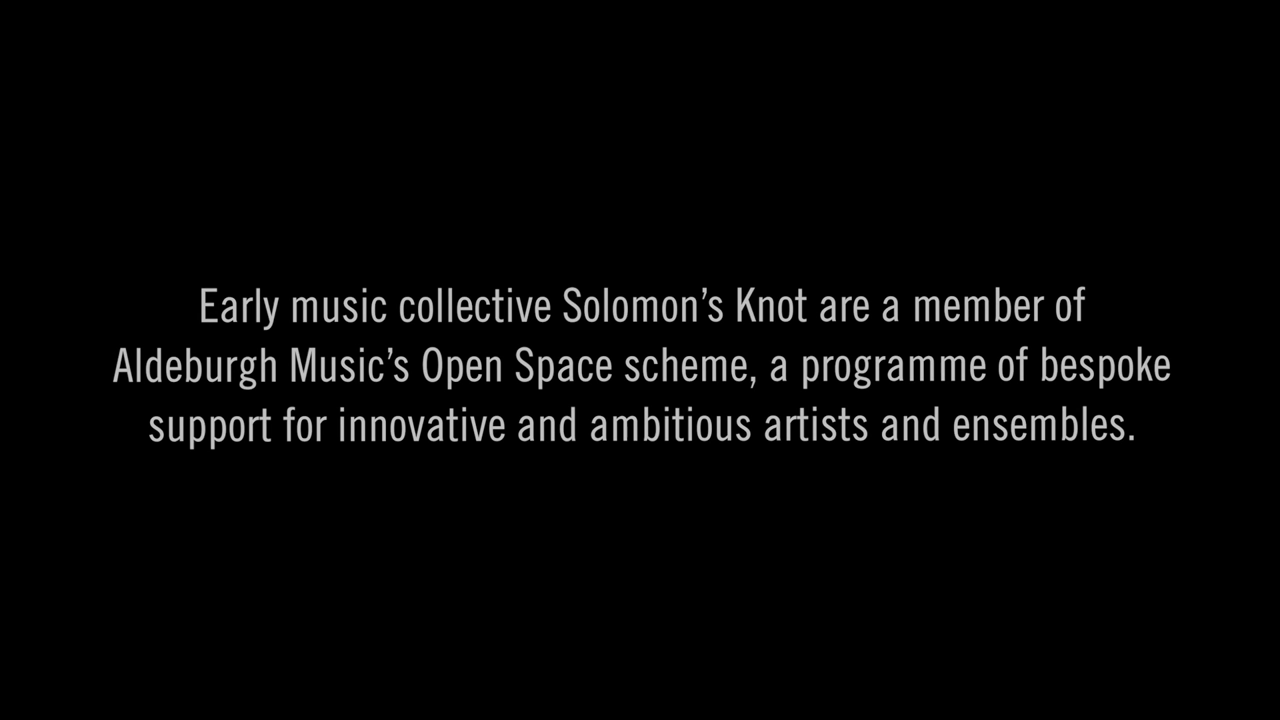 Early music collective Solomon’s Knot are a member of
Aldeburgh Music’s Open Space scheme, a programme of bespoke
support for innovative and ambitious artists and ensembles.